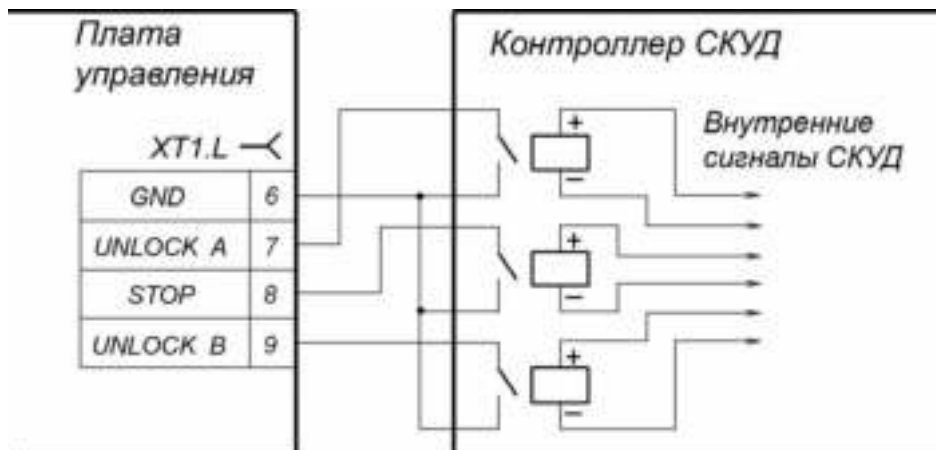 Плата
управления
Контроллер СКУД
XT1.L
GND 6
UNLOCK A 7
STOP 8
UNLOCK B 9
+
−
+
−
+
−
Внутренние
сигналы СКУД